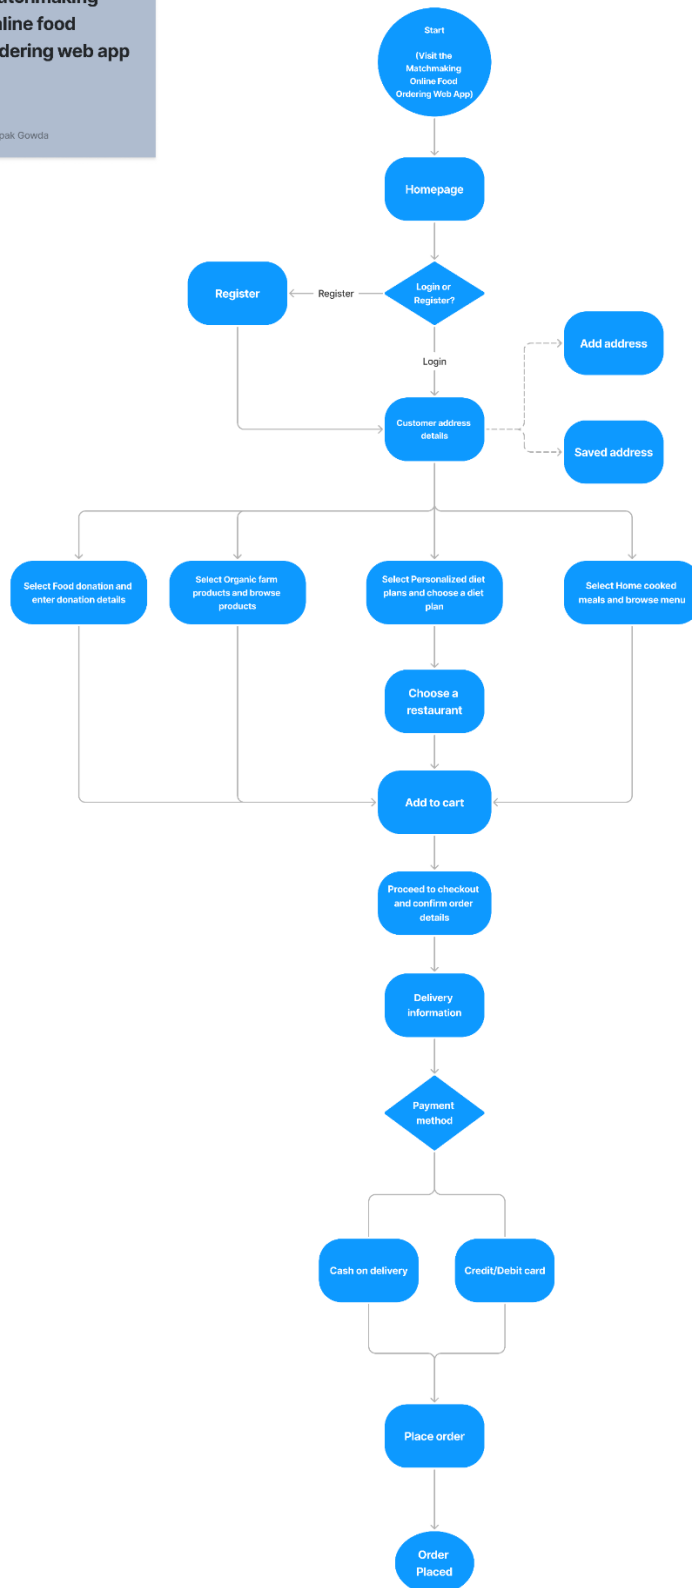 line food
dering web app
pak Gowda
Start
(Visit the
Matchmaking
Online Food
Ordering Web App)
Homepage
Login or
Register?
Register
Register
Login
Add address
Customer address
details
Saved address
Select Food donation and
enter donation details
Select Organic farm
products and browse
products
Select Personalized diet
plans and choose a diet
plan
Select Home cooked
meals and browse menu
Choose a
restaurant
Add to cart
Proceed to checkout
and confirm order
details
Delivery
information
Payment
method
Cash on delivery
Credit/Debit card
Place order
Order
Placed